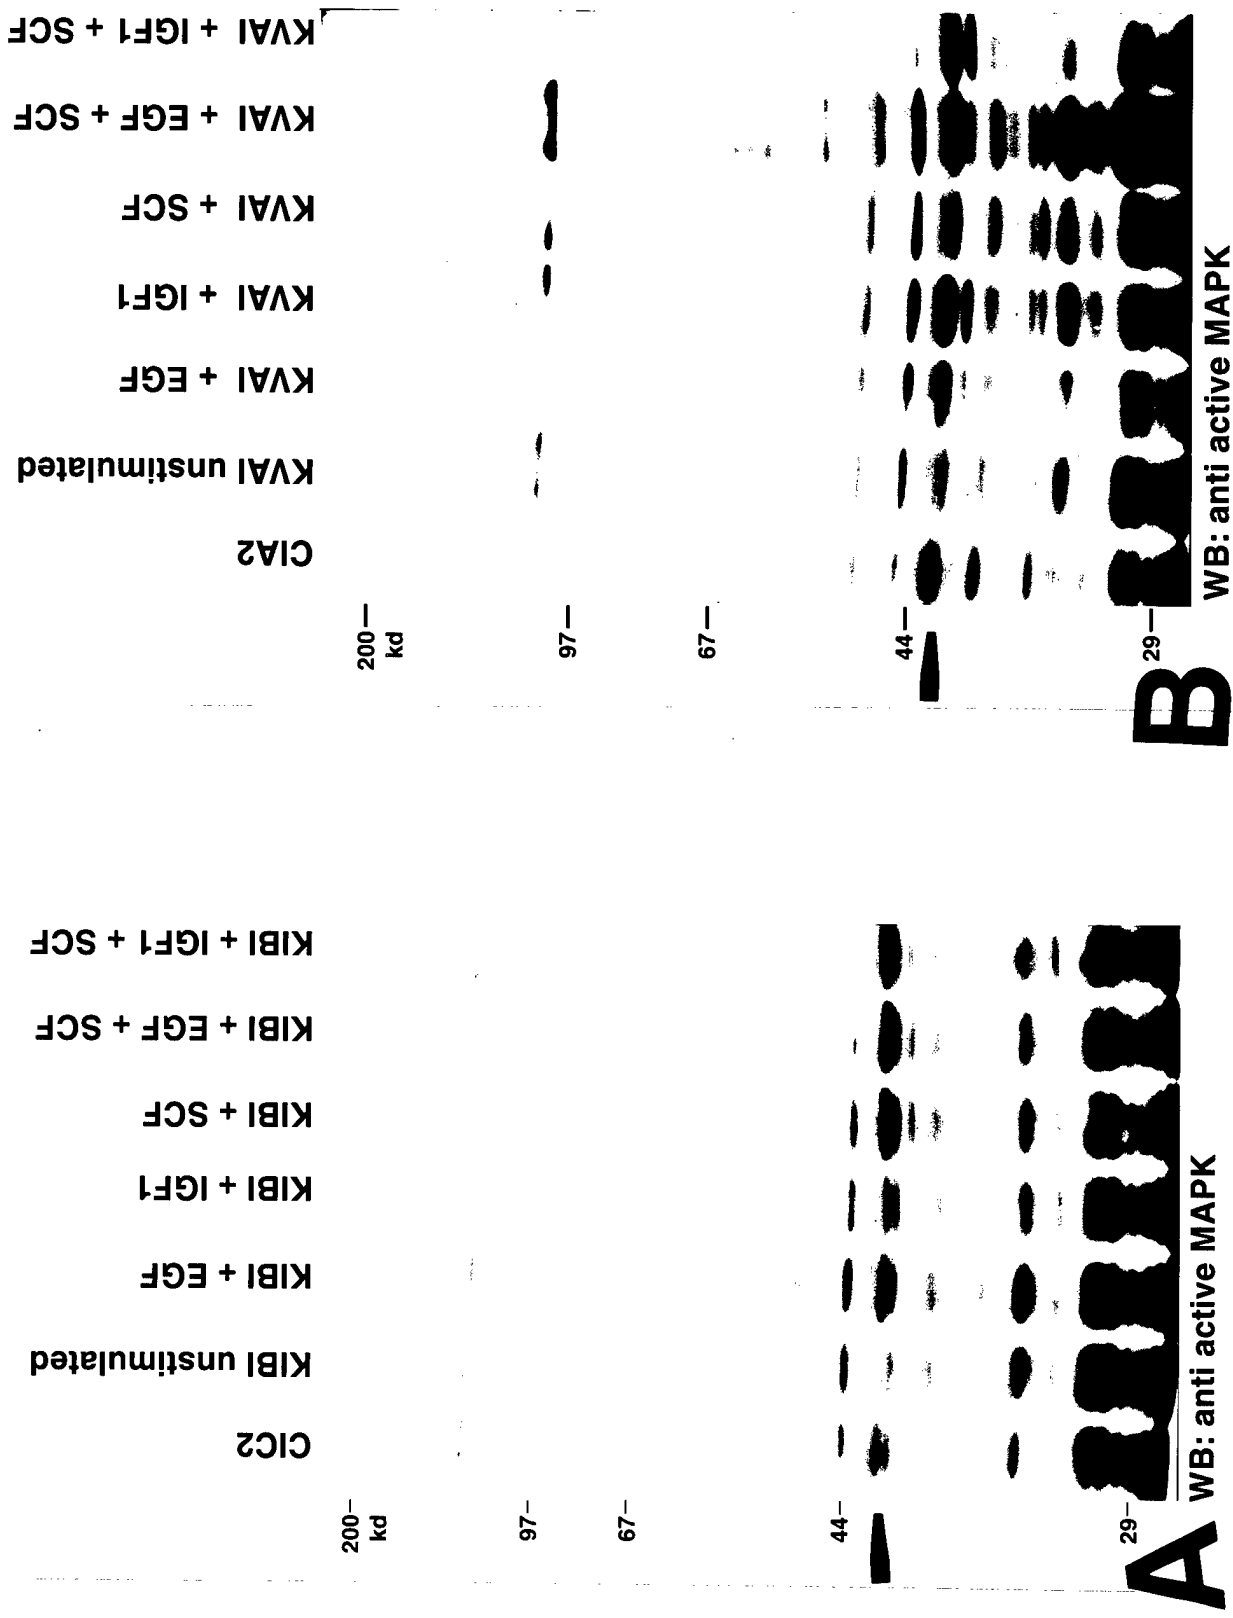 CIC2
KIBI unstimulated
KIBI + EGF
KIBI + IGF1
KIBI + SCF
KIBI + EGF + SCF
KIBI + IGF1 + SCF
200
kd
97
67
44
29
A
WB: anti active MAPK
CIA2
KVAI unstimulated
KVAI + EGF
KVAI + IGF1
KVAI + SCF
KVAI + EGF + SCF
KVAI + IGF1 + SCF
200
kd
97
67
44
29
B
WB: anti active MAPK